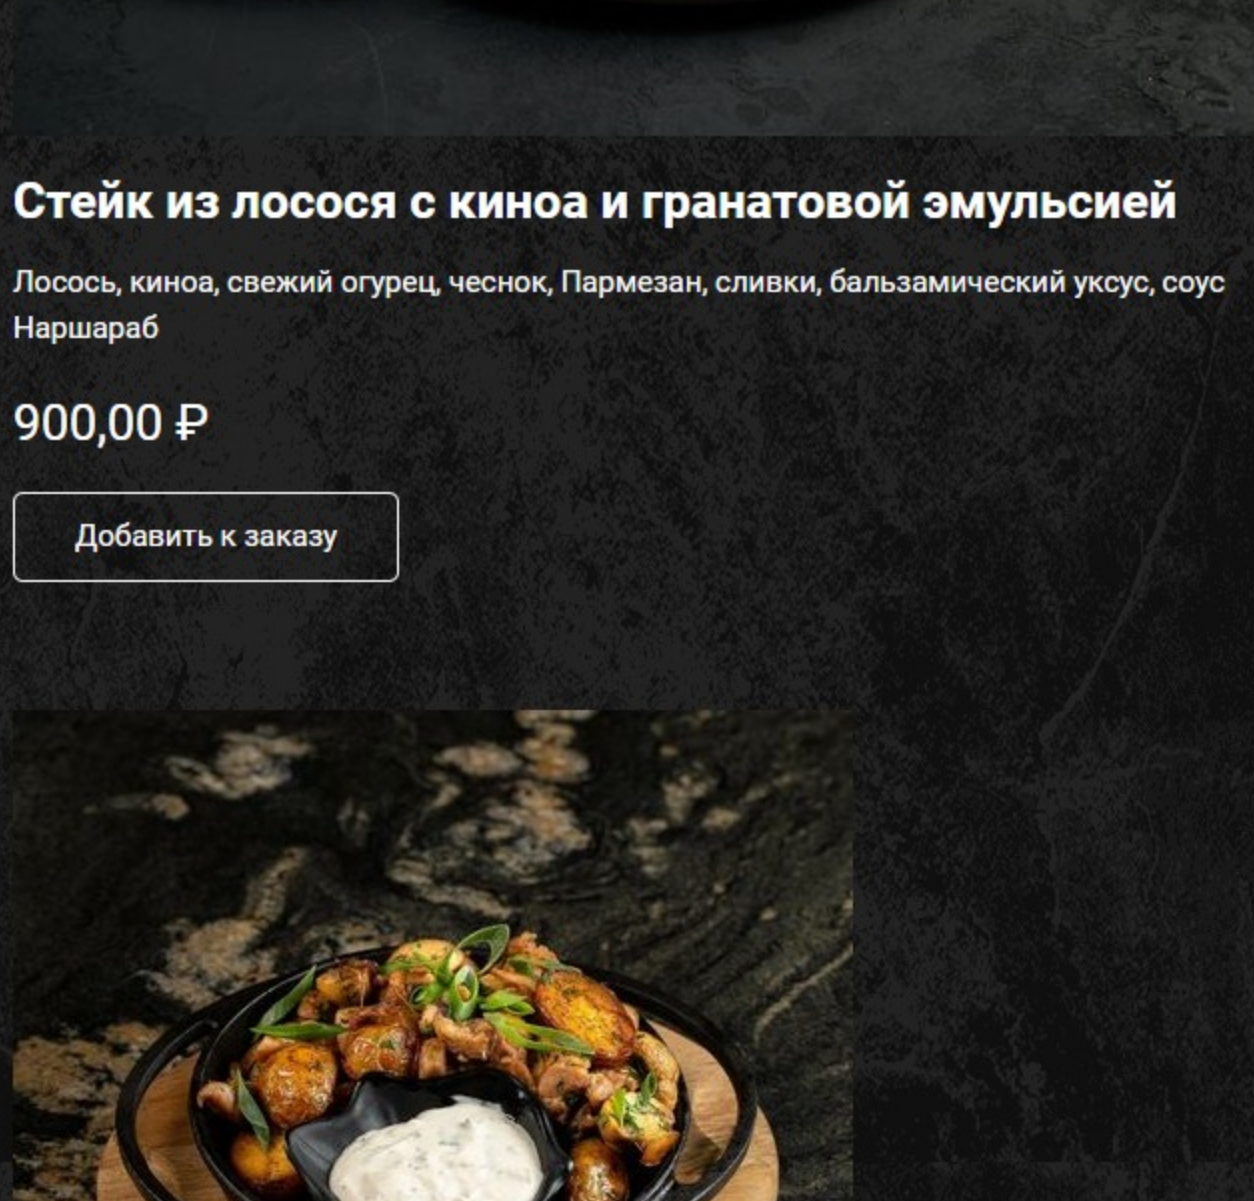 Стейк из лосося с киноа и гранатовой эмульсией
Лосось, киноа, свежий огурец, чеснок, Пармезан, сливки, бальзамический уксус, соус
Наршараб
900,00 ₽
Добавить к заказу